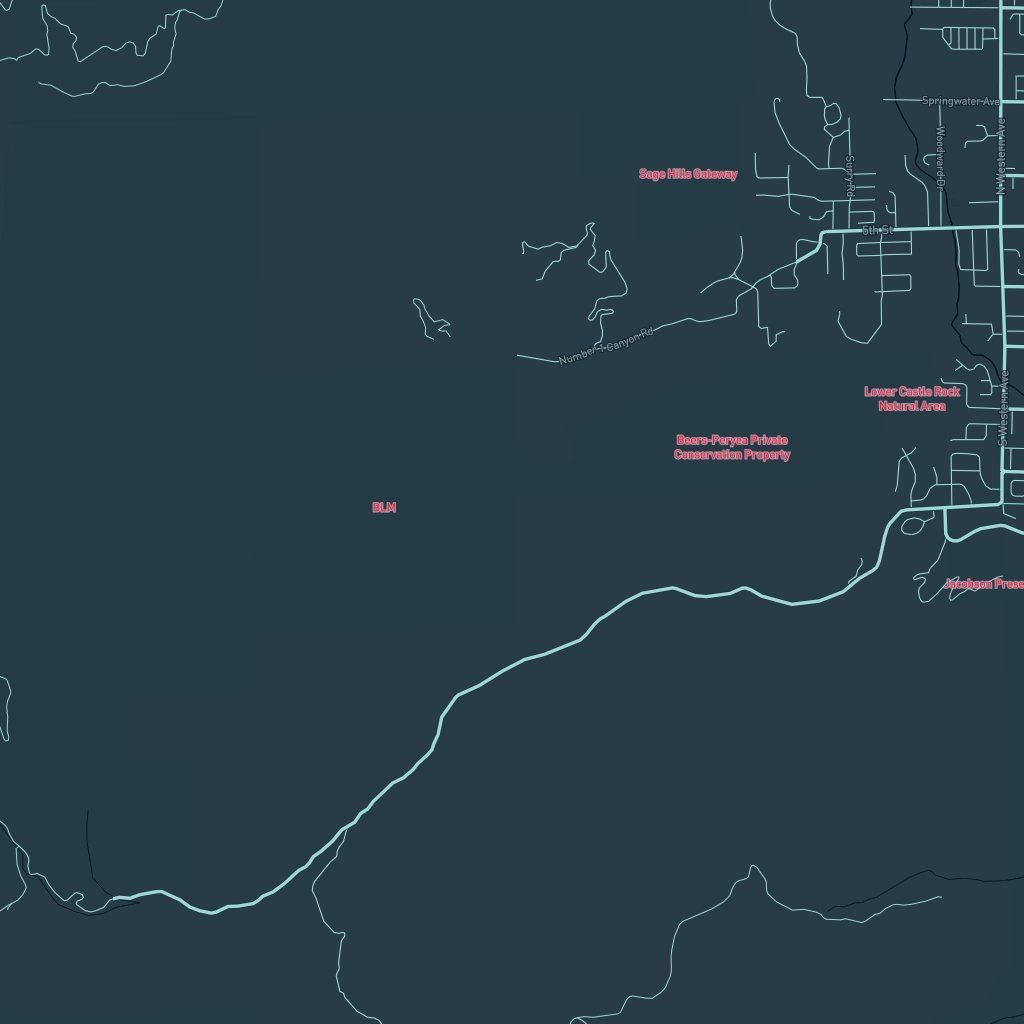 Springwater Ave
Woodward Dr
N Western Ave
Sage Hills Gateway
Surry Rd
5th St
Number 1 Canyon Rd
Lower Castle Rock
Natural Area
S Western Ave
Beers-Peryea Private
Conservation Property
BLM
Jacobson Prese